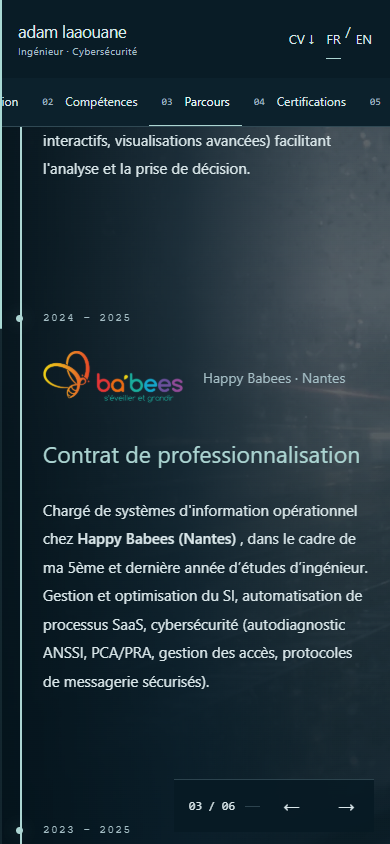 adam laaouane
Ingénieur · Cybersécurité
CV ↓ FR / EN
ion 02 Compétences 03 Parcours 04 Certifications 05
interactifs, visualisations avancées) facilitant
l'analyse et la prise de décision.
2024 – 2025
ba'bees
s'éveiller et grandir
Happy Babees · Nantes
Contrat de professionnalisation
Chargé de systèmes d'information opérationnel
chez Happy Babees (Nantes) , dans le cadre de
ma 5ème et dernière année d’études d’ingénieur.
Gestion et optimisation du SI, automatisation de
processus SaaS, cybersécurité (autodiagnostic
ANSSI, PCA/PRA, gestion des accès, protocoles
de messagerie sécurisés).
03 / 06 ← →
2023 – 2025